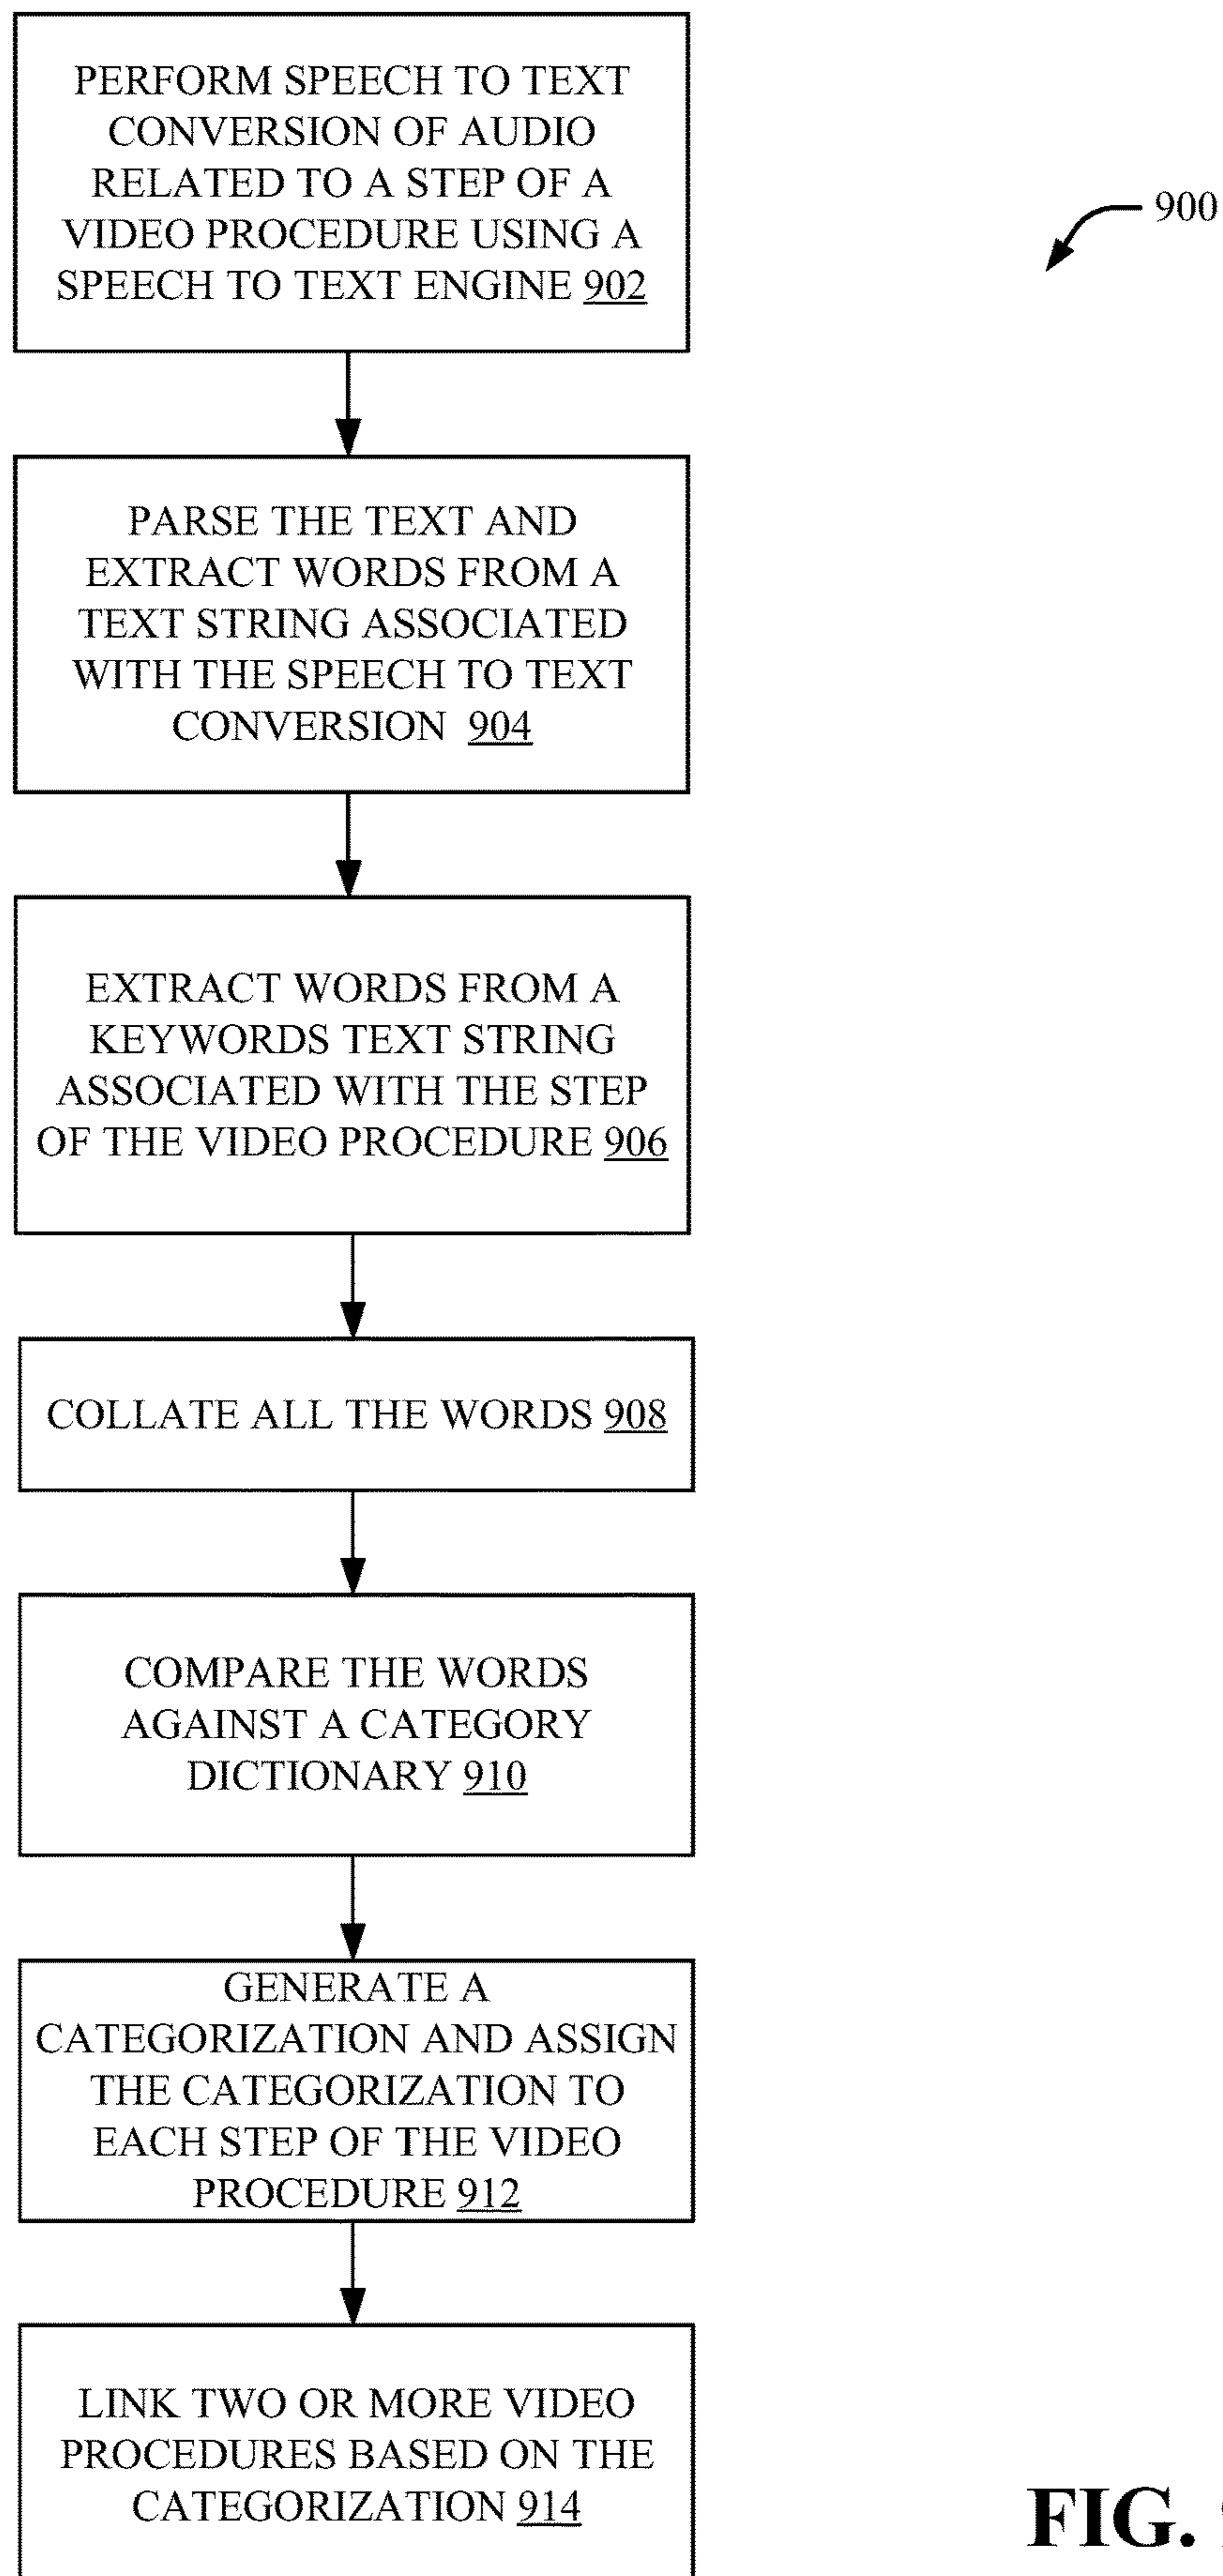 PERFORM SPEECH TO TEXT
CONVERSION OF AUDIO
RELATED TO A STEP OF A
VIDEO PROCEDURE USING A
SPEECH TO TEXT ENGINE 902
900
PARSE THE TEXT AND
EXTRACT WORDS FROM A
TEXT STRING ASSOCIATED
WITH THE SPEECH TO TEXT
CONVERSION 904
EXTRACT WORDS FROM A
KEYWORDS TEXT STRING
ASSOCIATED WITH THE STEP
OF THE VIDEO PROCEDURE 906
COLLATE ALL THE WORDS 908
COMPARE THE WORDS
AGAINST A CATEGORY
DICTIONARY 910
GENERATE A
CATEGORIZATION AND ASSIGN
THE CATEGORIZATION TO
EACH STEP OF THE VIDEO
PROCEDURE 912
LINK TWO OR MORE VIDEO
PROCEDURES BASED ON THE
CATEGORIZATION 914
FIG.